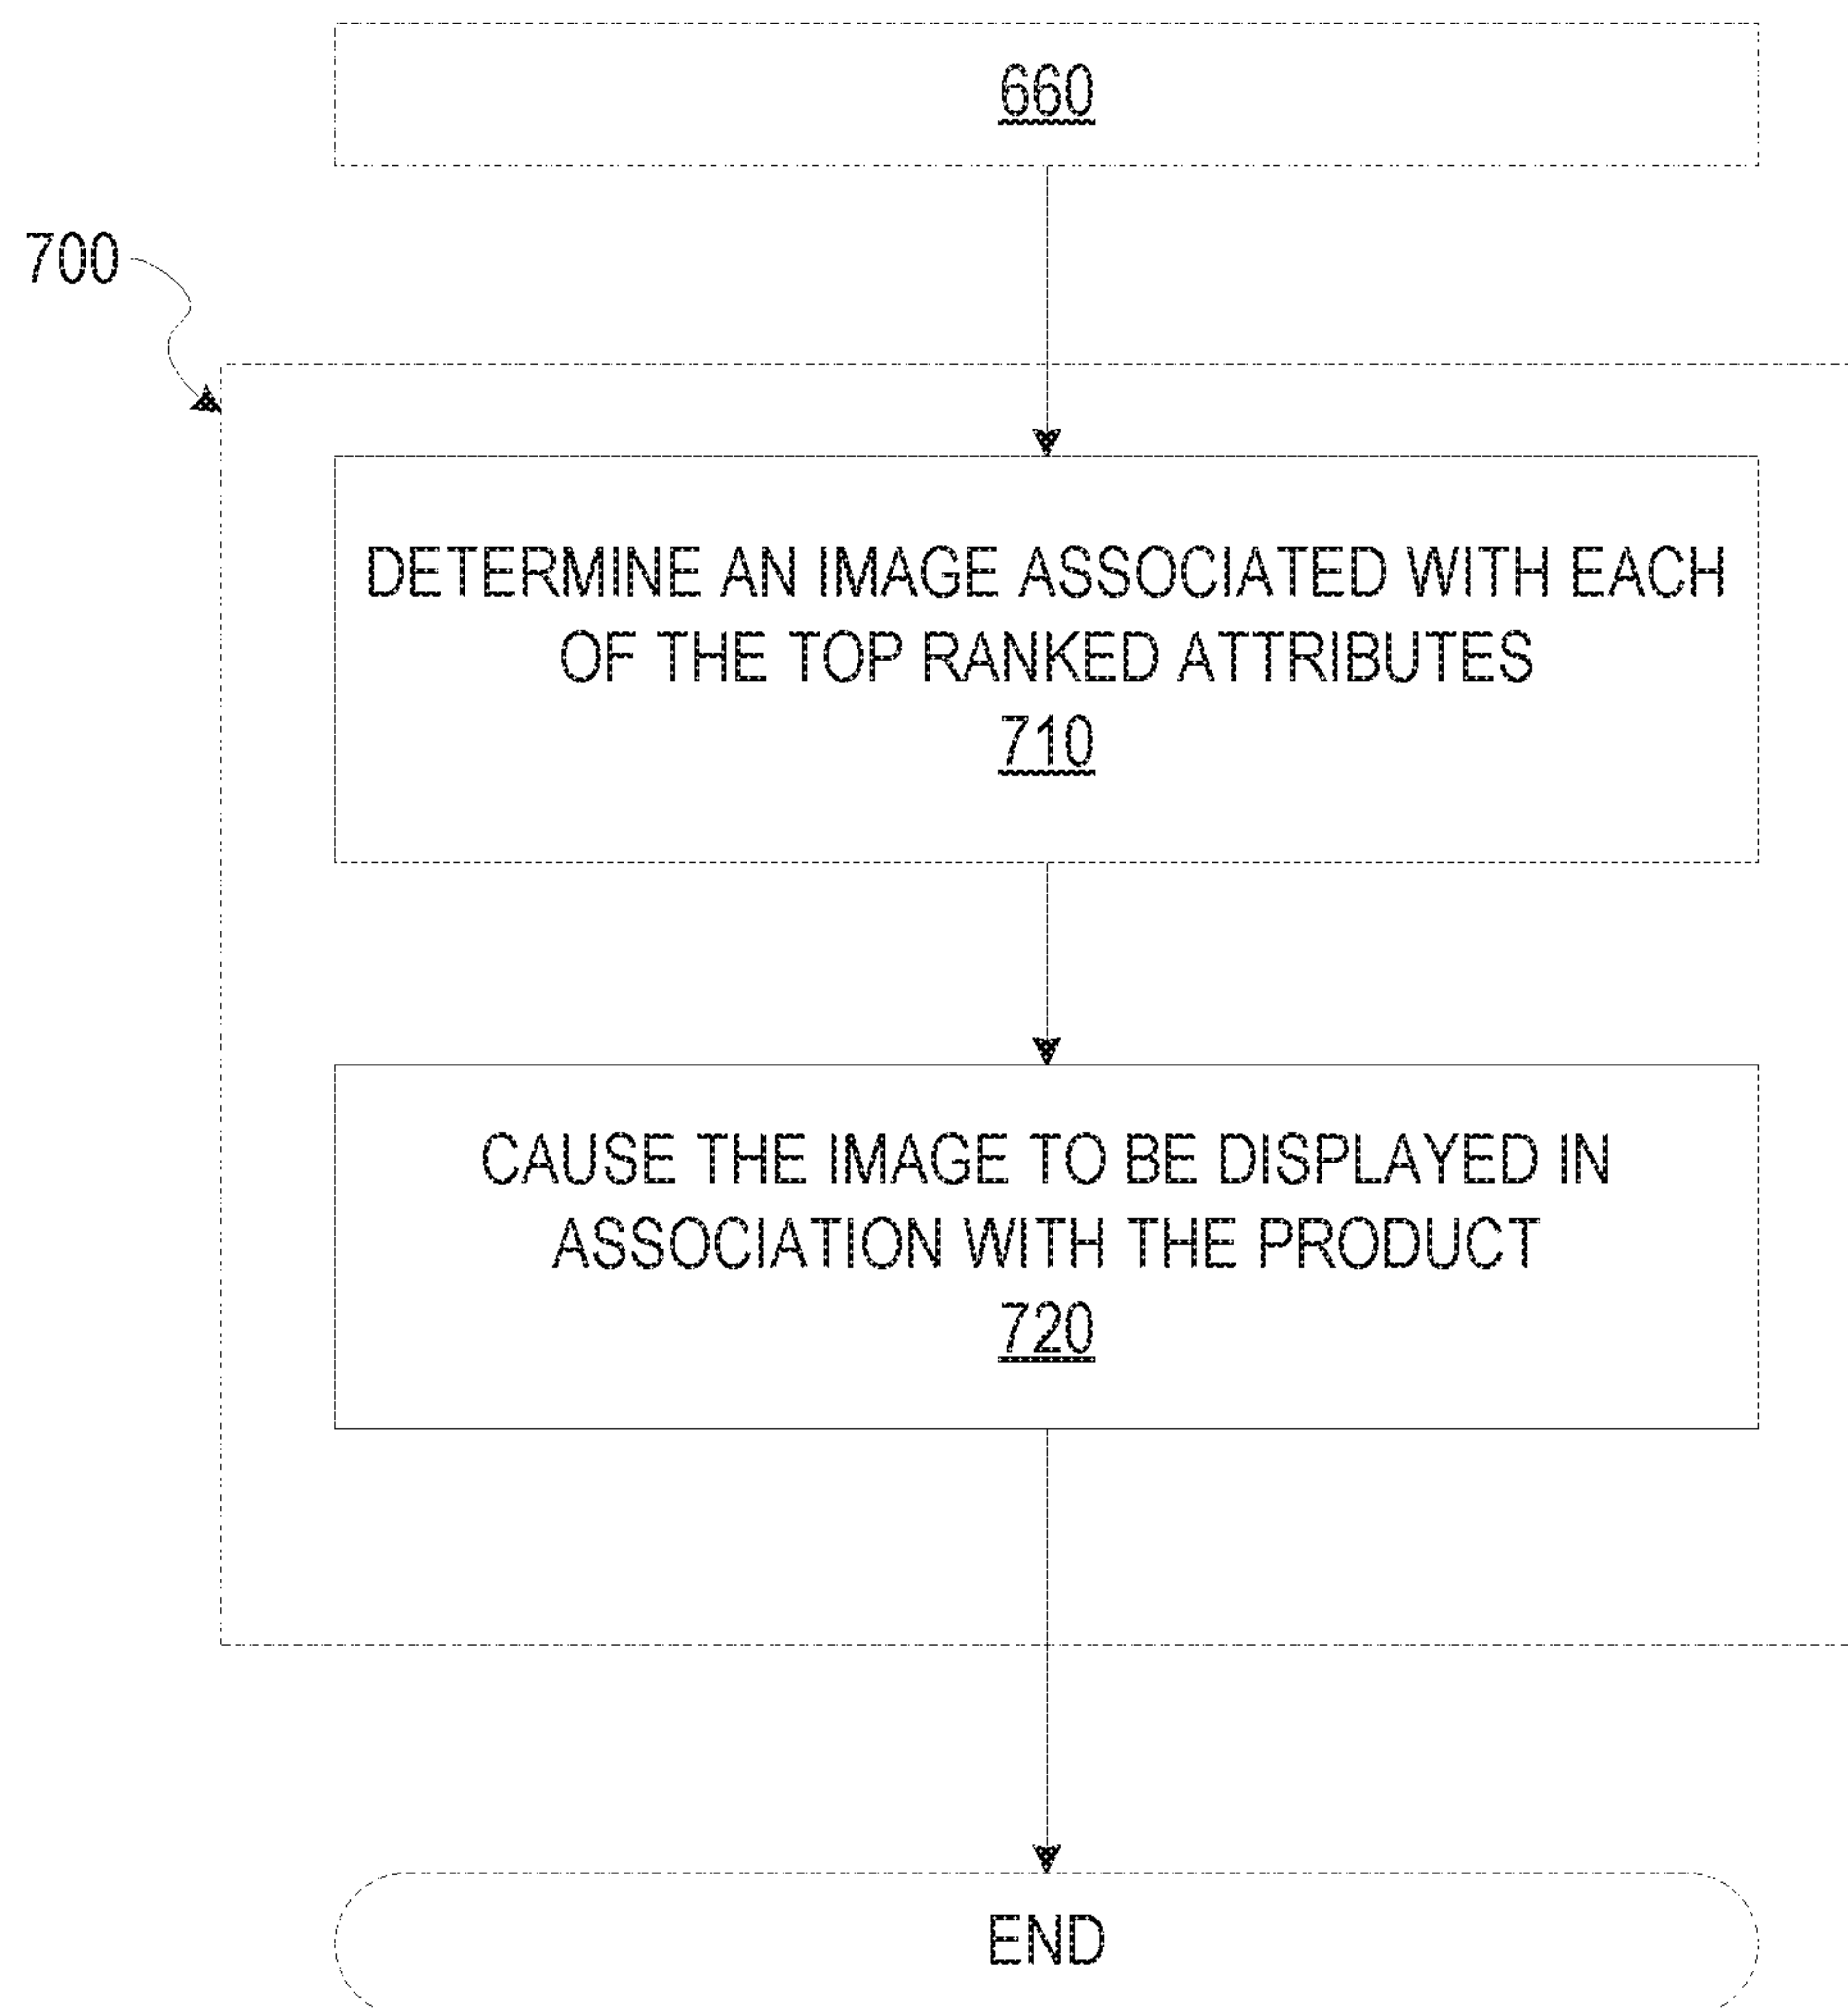 660
700
DETERMINE AN IMAGE ASSOCIATED WITH EACH
OF THE TOP RANKED ATTRIBUTES
710
CAUSE THE IMAGE TO BE DISPLAYED IN
ASSOCIATION WITH THE PRODUCT
720
END